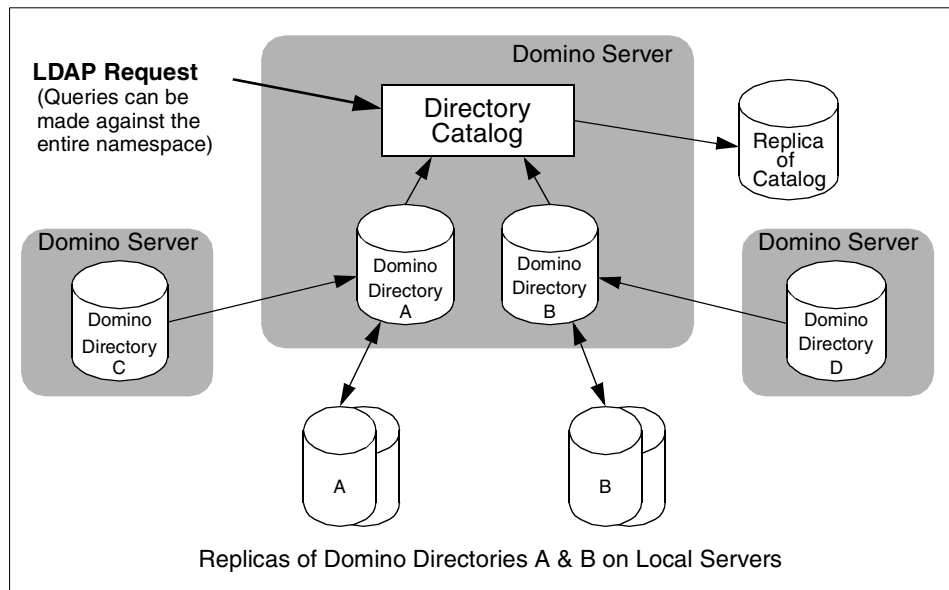 Domino Server
LDAP Request
(Queries can be
made against the
entire namespace)
Directory
Catalog
Replica
of
Catalog
Domino Server
Domino
Directory
C
Domino
Directory
A
Domino
Directory
B
Domino Server
Domino
Directory
D
A
B
Replicas of Domino Directories A & B on Local Servers